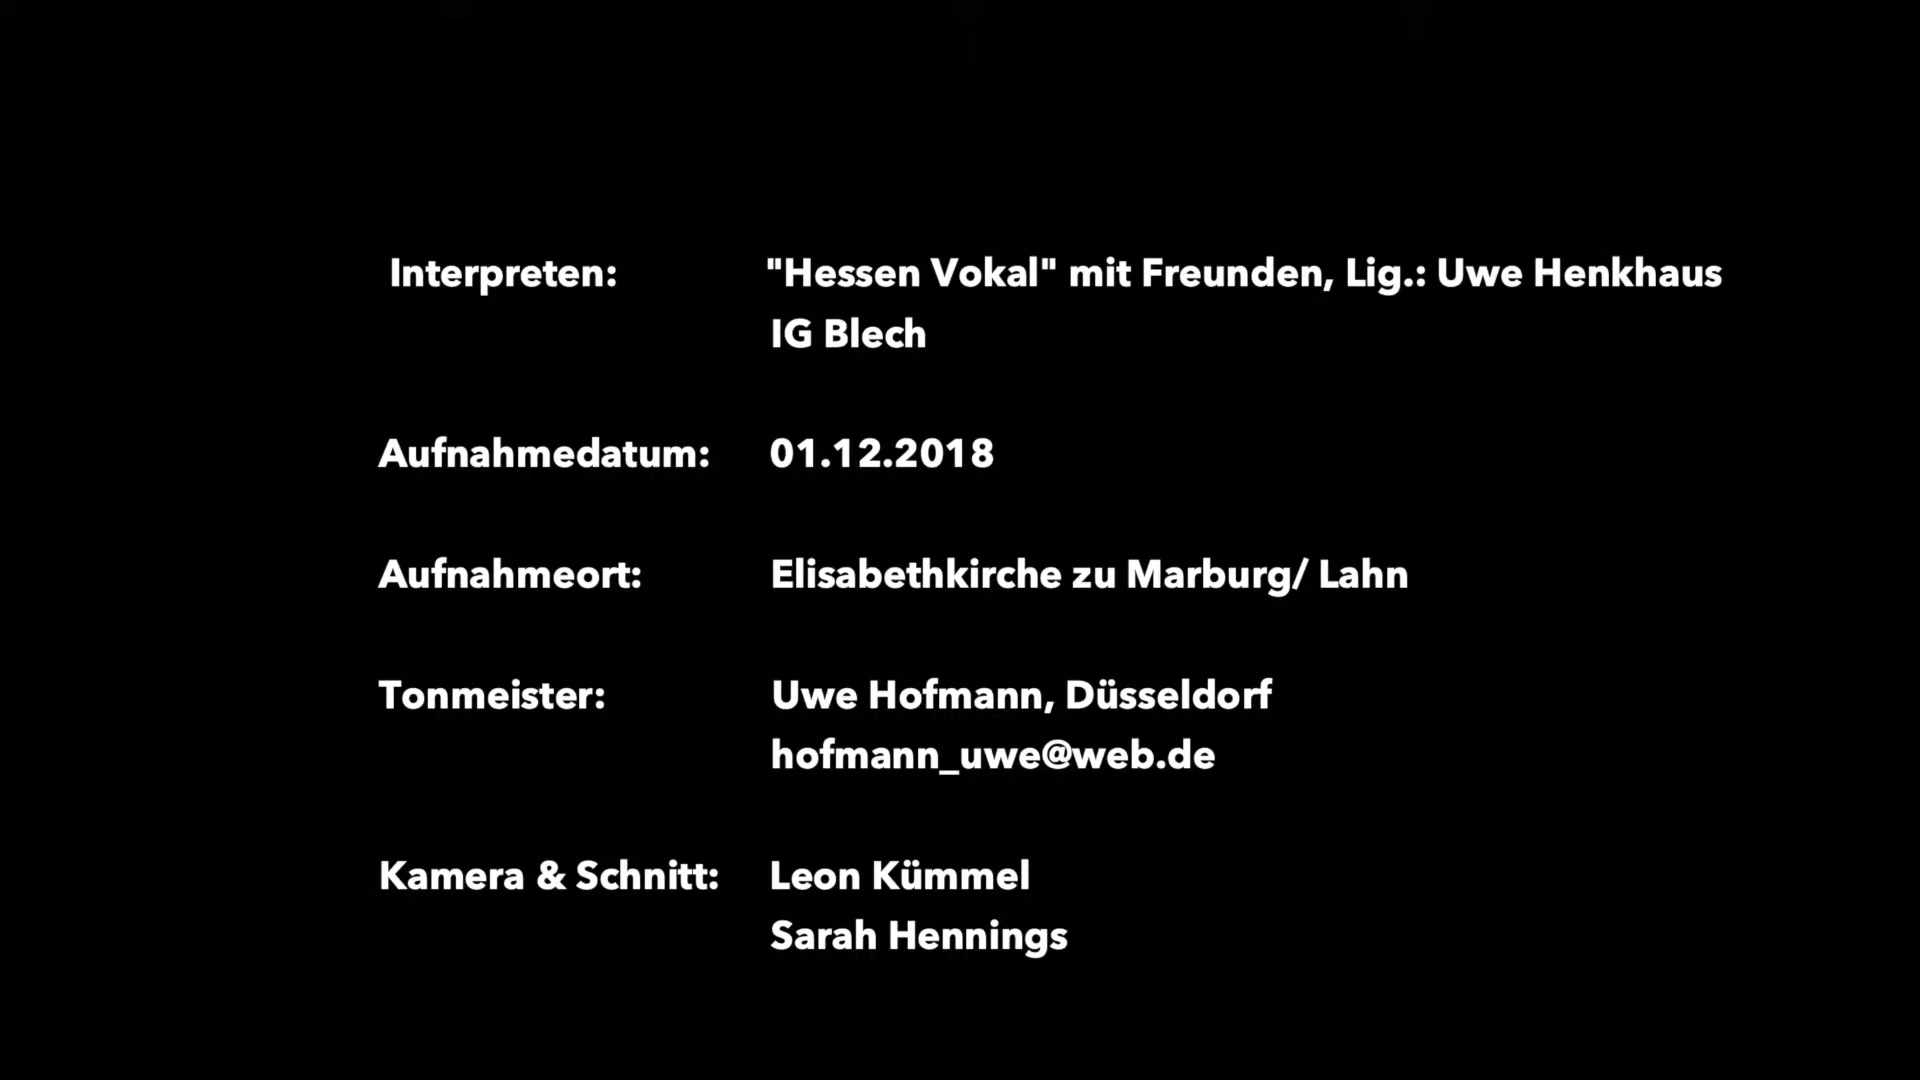 Interpreten: "Hessen Vokal" mit Freunden, Lig.: Uwe Henkhaus
IG Blech
Aufnahmedatum: 01.12.2018
Aufnahmeort: Elisabethkirche zu Marburg/ Lahn
Tonmeister: Uwe Hofmann, Düsseldorf
hofmann_uwe@web.de
Kamera & Schnitt: Leon Kümmel
Sarah Hennings